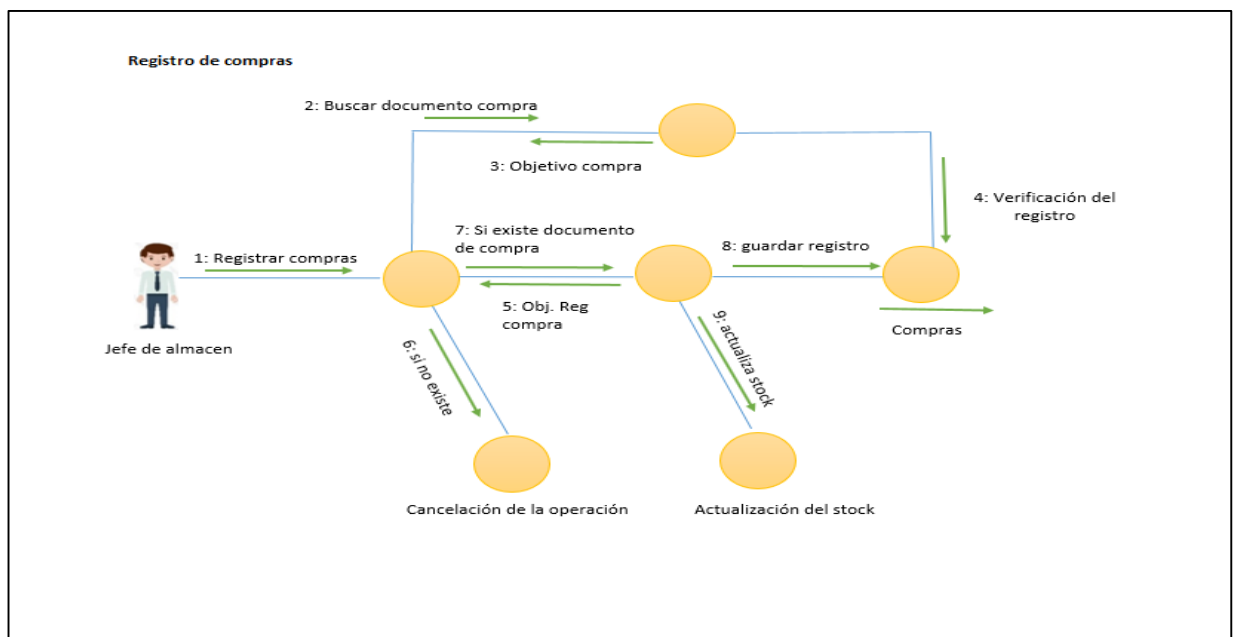 Registro de compras
2: Buscar documento compra
3: Objetivo compra
4: Verificación del
registro
7: Si existe documento
de compra
8: guardar registro
1: Registrar compras
5: Obj. Reg
compra
Compras
Jefe de almacen
6: si no existe
9: actualiza stock
Cancelación de la operación
Actualización del stock